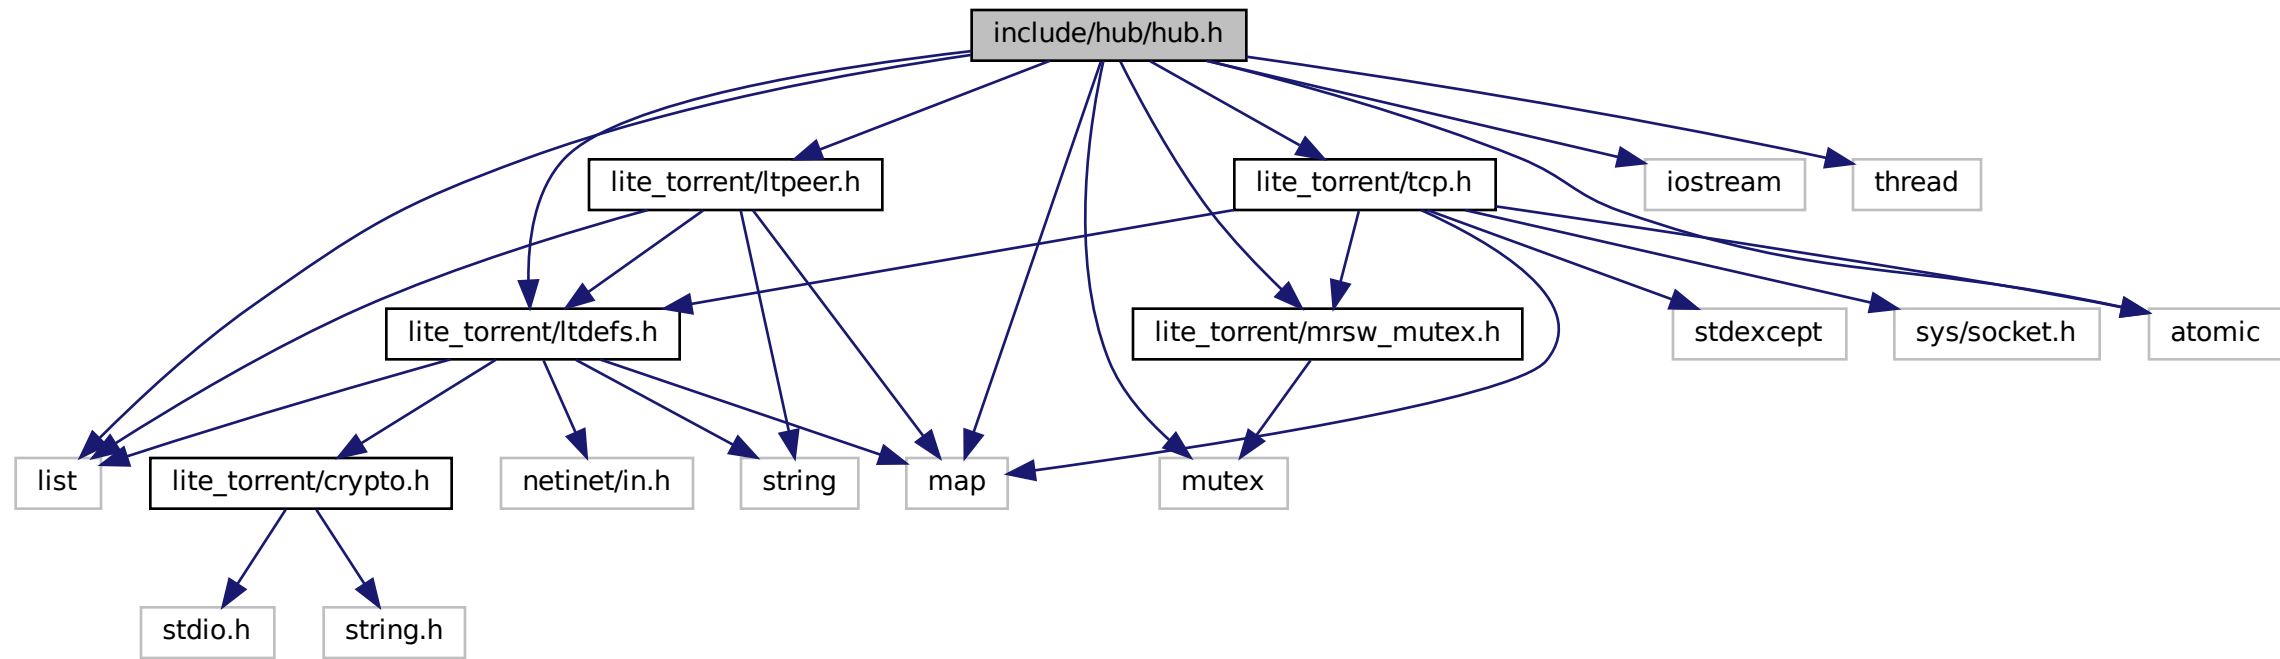 include/hub/hub.h
lite_torrent/ltpeer.h
lite_torrent/tcp.h
iostream
thread
lite_torrent/ltdefs.h
lite_torrent/mrsw_mutex.h
stdexcept
sys/socket.h
atomic
list
lite_torrent/crypto.h
netinet/in.h
string
map
mutex
stdio.h
string.h